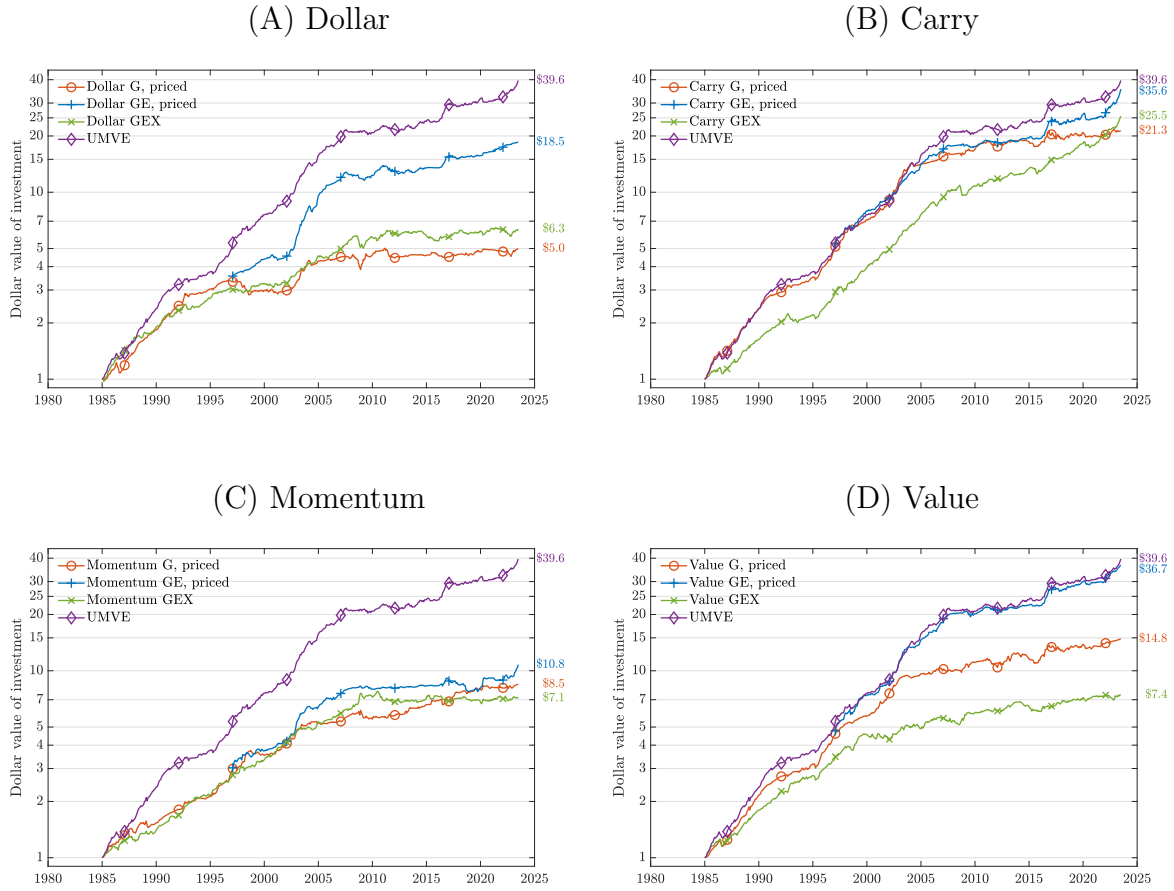 (A) Dollar
Dollar value of investment
40
30
25
20
15
10
7
5
4
3
2
1
Dollar G, priced
Dollar GE, priced
Dollar GEX
UMVE
$39.6
$18.5
$6.3
$5.0
1980 1985 1990 1995 2000 2005 2010 2015 2020 2025
(B) Carry
Dollar value of investment
40
30
25
20
15
10
7
5
4
3
2
1
Carry G, priced
Carry GE, priced
Carry GEX
UMVE
$39.6
$35.6
$25.5
$21.3
1980 1985 1990 1995 2000 2005 2010 2015 2020 2025
(C) Momentum
Dollar value of investment
40
30
25
20
15
10
7
5
4
3
2
1
Momentum G, priced
Momentum GE, priced
Momentum GEX
UMVE
$39.6
$10.8
$8.5
$7.1
1980 1985 1990 1995 2000 2005 2010 2015 2020 2025
(D) Value
Dollar value of investment
40
30
25
20
15
10
7
5
4
3
2
1
Value G, priced
Value GE, priced
Value GEX
UMVE
$39.6
$36.7
$14.8
$7.4
1980 1985 1990 1995 2000 2005 2010 2015 2020 2025